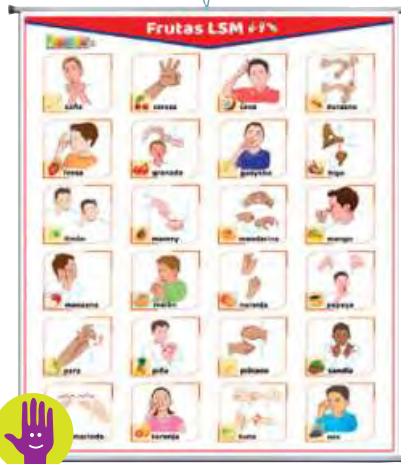 Frutas LSM
caña cereza coco durazno
fresa granada guayaba higo
limón mamey mandarina mango
manzana melón naranja papaya
pera piña plátano sandía
marindo toronja tuna uva